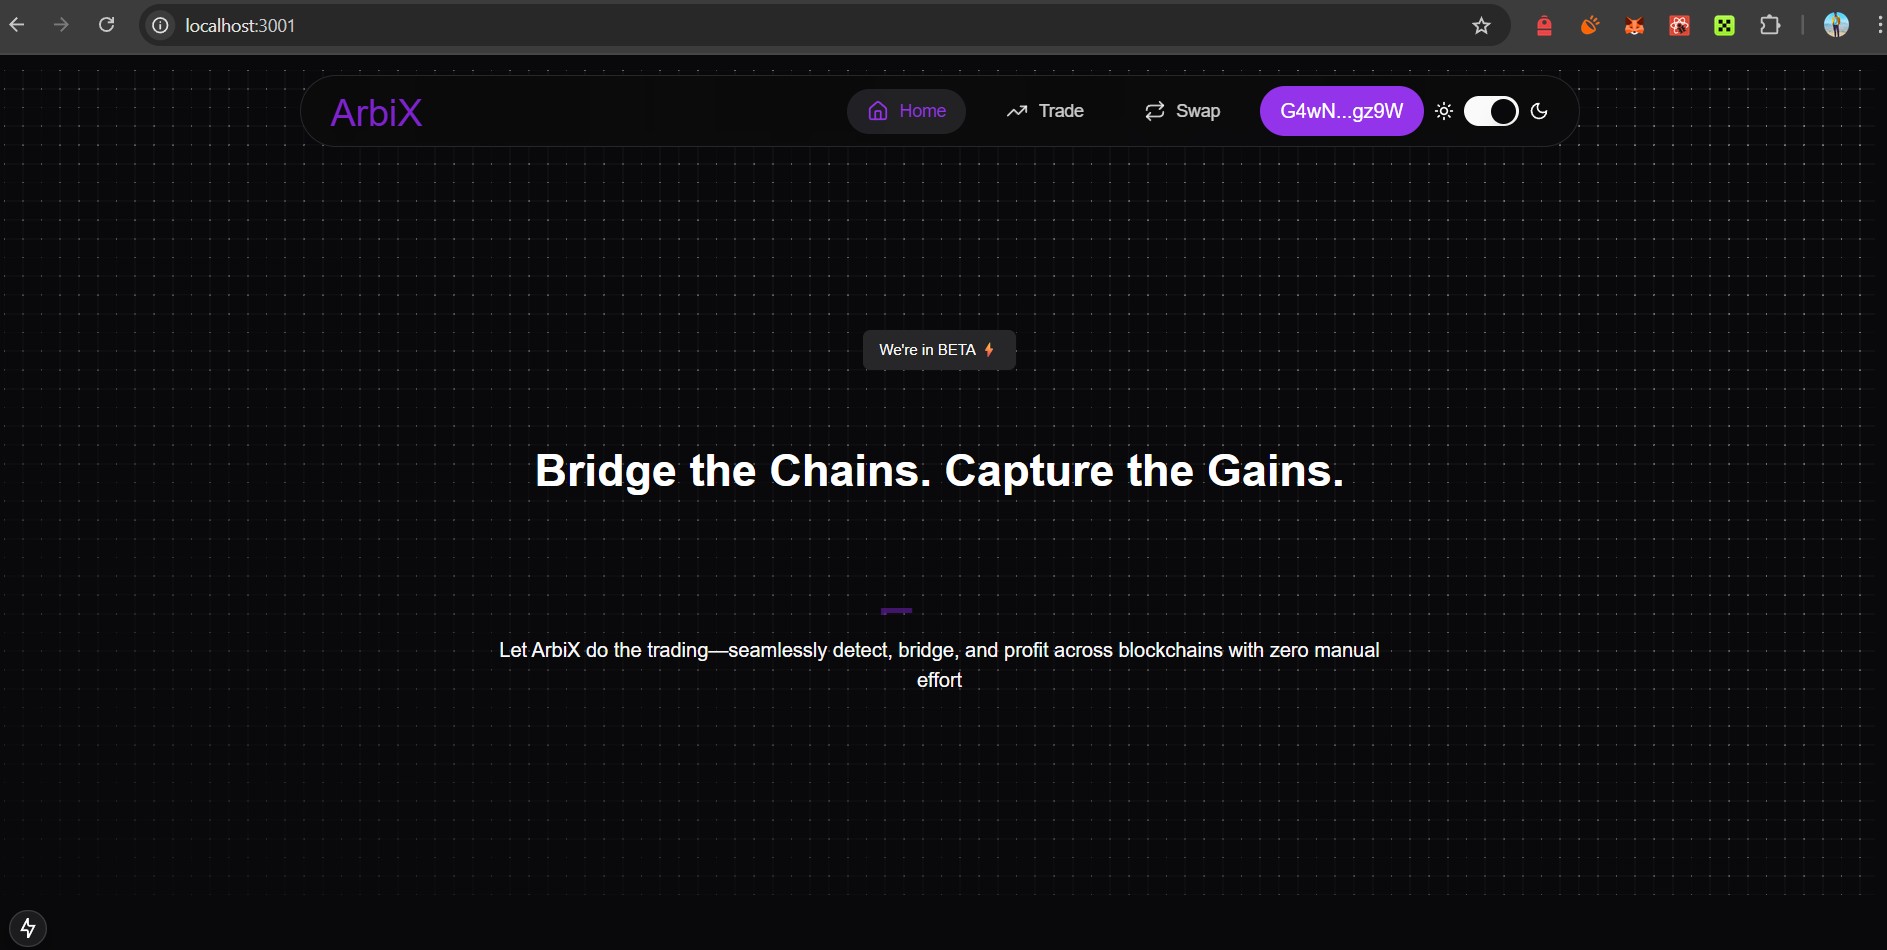 localhost:3001
ArbiX
Home
Trade
Swap
G4wN...gz9W
We're in BETA
Bridge the Chains. Capture the Gains.
Let ArbiX do the trading—seamlessly detect, bridge, and profit across blockchains with zero manual
effort